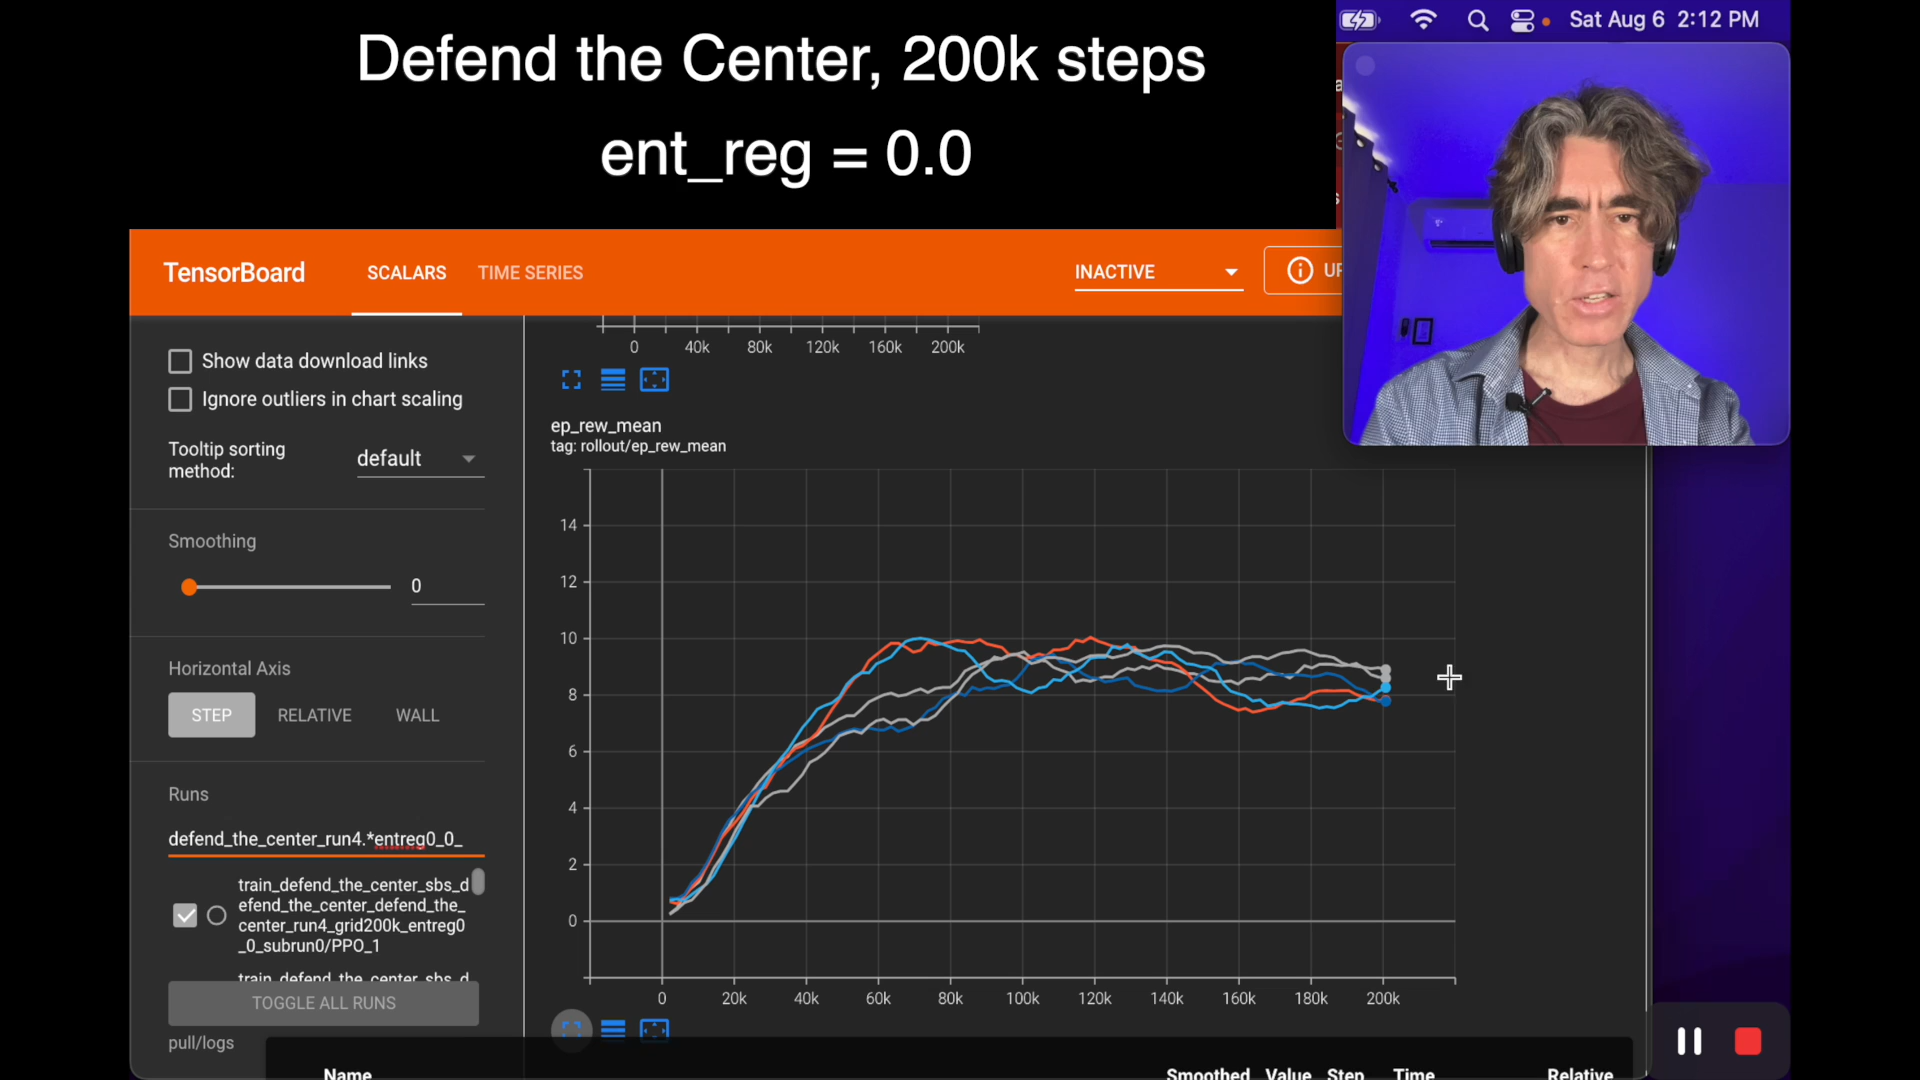 Defend the Center, 200k steps
ent_reg = 0.0
Sat Aug 6 2:12 PM
TensorBoard
SCALARS
TIME SERIES
INACTIVE
Show data download links
Ignore outliers in chart scaling
Tooltip sorting
method:
default
Smoothing
0
Horizontal Axis
STEP
RELATIVE
WALL
Runs
defend_the_center_run4.*entreg0_0_
train_defend_the_center_sbs_d
efend_the_center_defend_the_
center_run4_grid200k_entreg0
_0_subrun0/PPO_1
train_defend_the_center_sbs_d
TOGGLE ALL RUNS
pull/logs
0 40k 80k 120k 160k 200k
ep_rew_mean
tag: rollout/ep_rew_mean
14
12
10
8
6
4
2
0
0 20k 40k 60k 80k 100k 120k 140k 160k 180k 200k
Name Smoothed Value Step Time Relative